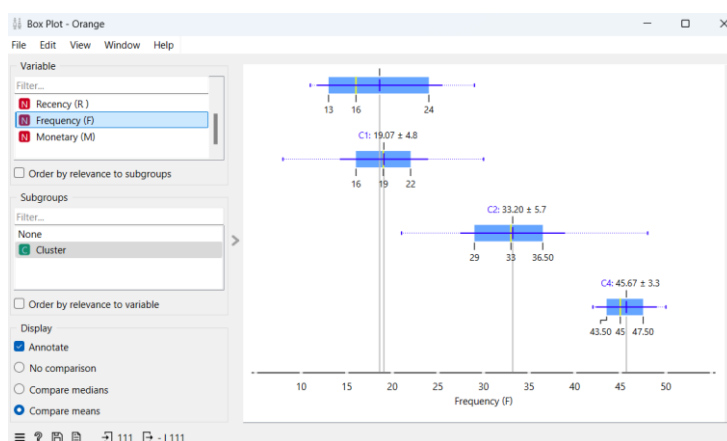 Box Plot - Orange
File Edit View Window Help
Variable
Filter...
N Recency (R )
N Frequency (F)
N Monetary (M)
Order by relevance to subgroups
Subgroups
Filter...
None
C Cluster
Order by relevance to variable
Display
Annotate
No comparison
Compare medians
Compare means
111
- | 111
13 16 24
C1: 19.07 ± 4.8
16 19 22
C2: 33.20 ± 5.7
29 33 36.50
C4: 45.67 ± 3.3
43.50 45 47.50
10 15 20 25 30 35 40 45 50
Frequency (F)